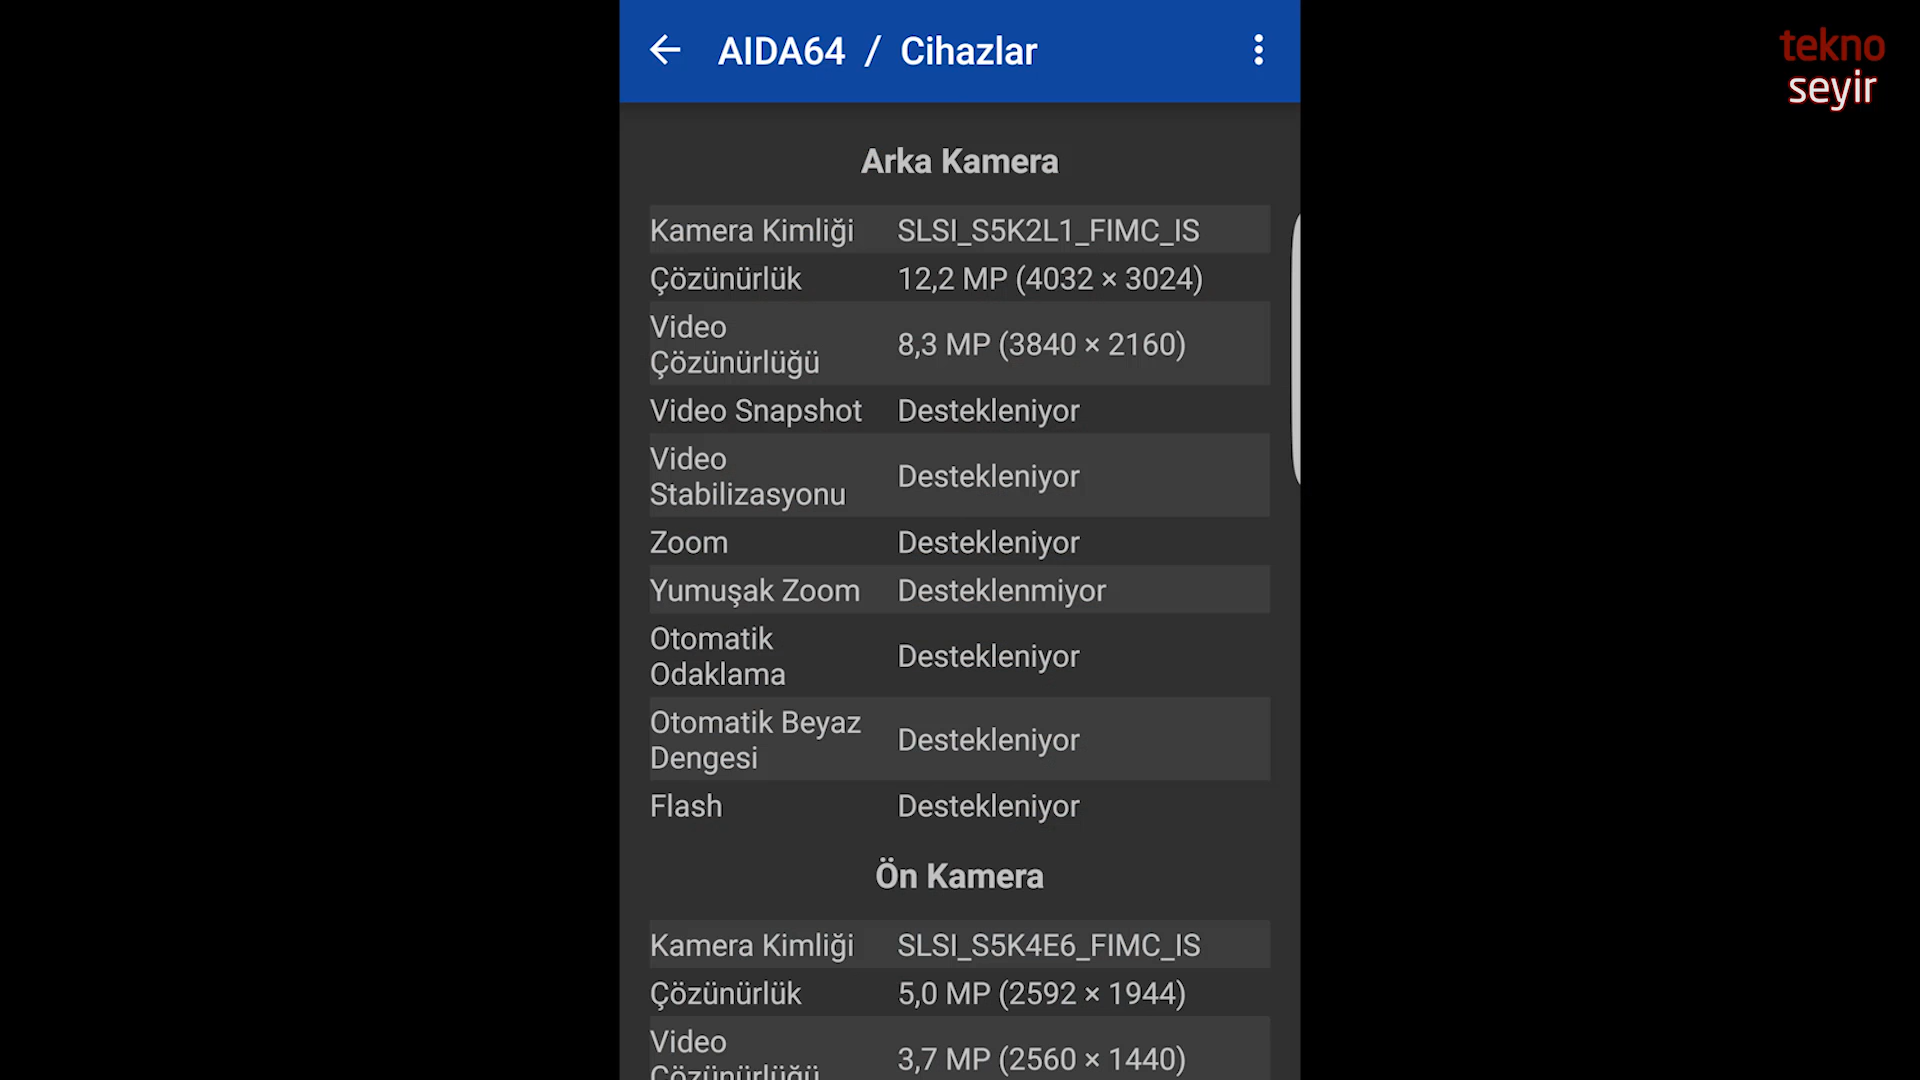 AIDA64 / Cihazlar
tekno
seyir
Arka Kamera
Kamera Kimliği SLSI_S5K2L1_FIMC_IS
Çözünürlük 12,2 MP (4032 × 3024)
Video
Çözünürlüğü 8,3 MP (3840 × 2160)
Video Snapshot Destekleniyor
Video
Stabilizasyonu Destekleniyor
Zoom Destekleniyor
Yumuşak Zoom Desteklenmiyor
Otomatik
Odaklama Destekleniyor
Otomatik Beyaz
Dengesi Destekleniyor
Flash Destekleniyor
Ön Kamera
Kamera Kimliği SLSI_S5K4E6_FIMC_IS
Çözünürlük 5,0 MP (2592 × 1944)
Video
Çözünürlüğü 3,7 MP (2560 × 1440)